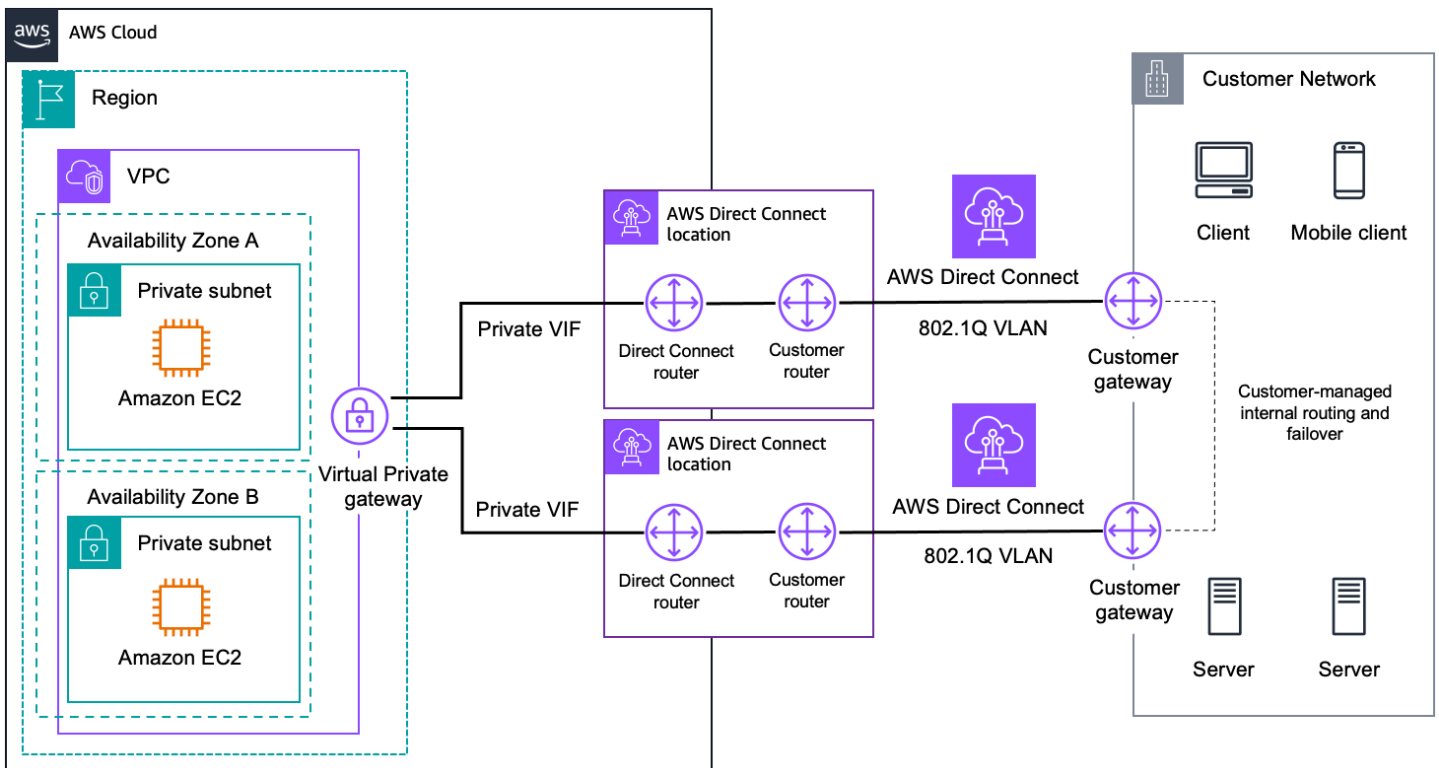 aws
AWS Cloud
Region
VPC
Availability Zone A
Private subnet
Amazon EC2
Availability Zone B
Private subnet
Amazon EC2
Virtual Private
gateway
Private VIF
Private VIF
AWS Direct Connect
location
Direct Connect
router
Customer
router
AWS Direct Connect
location
Direct Connect
router
Customer
router
AWS Direct Connect
802.1Q VLAN
AWS Direct Connect
802.1Q VLAN
Customer Network
Client
Mobile client
Customer
gateway
Customer-managed
internal routing and
failover
Customer
gateway
Server
Server